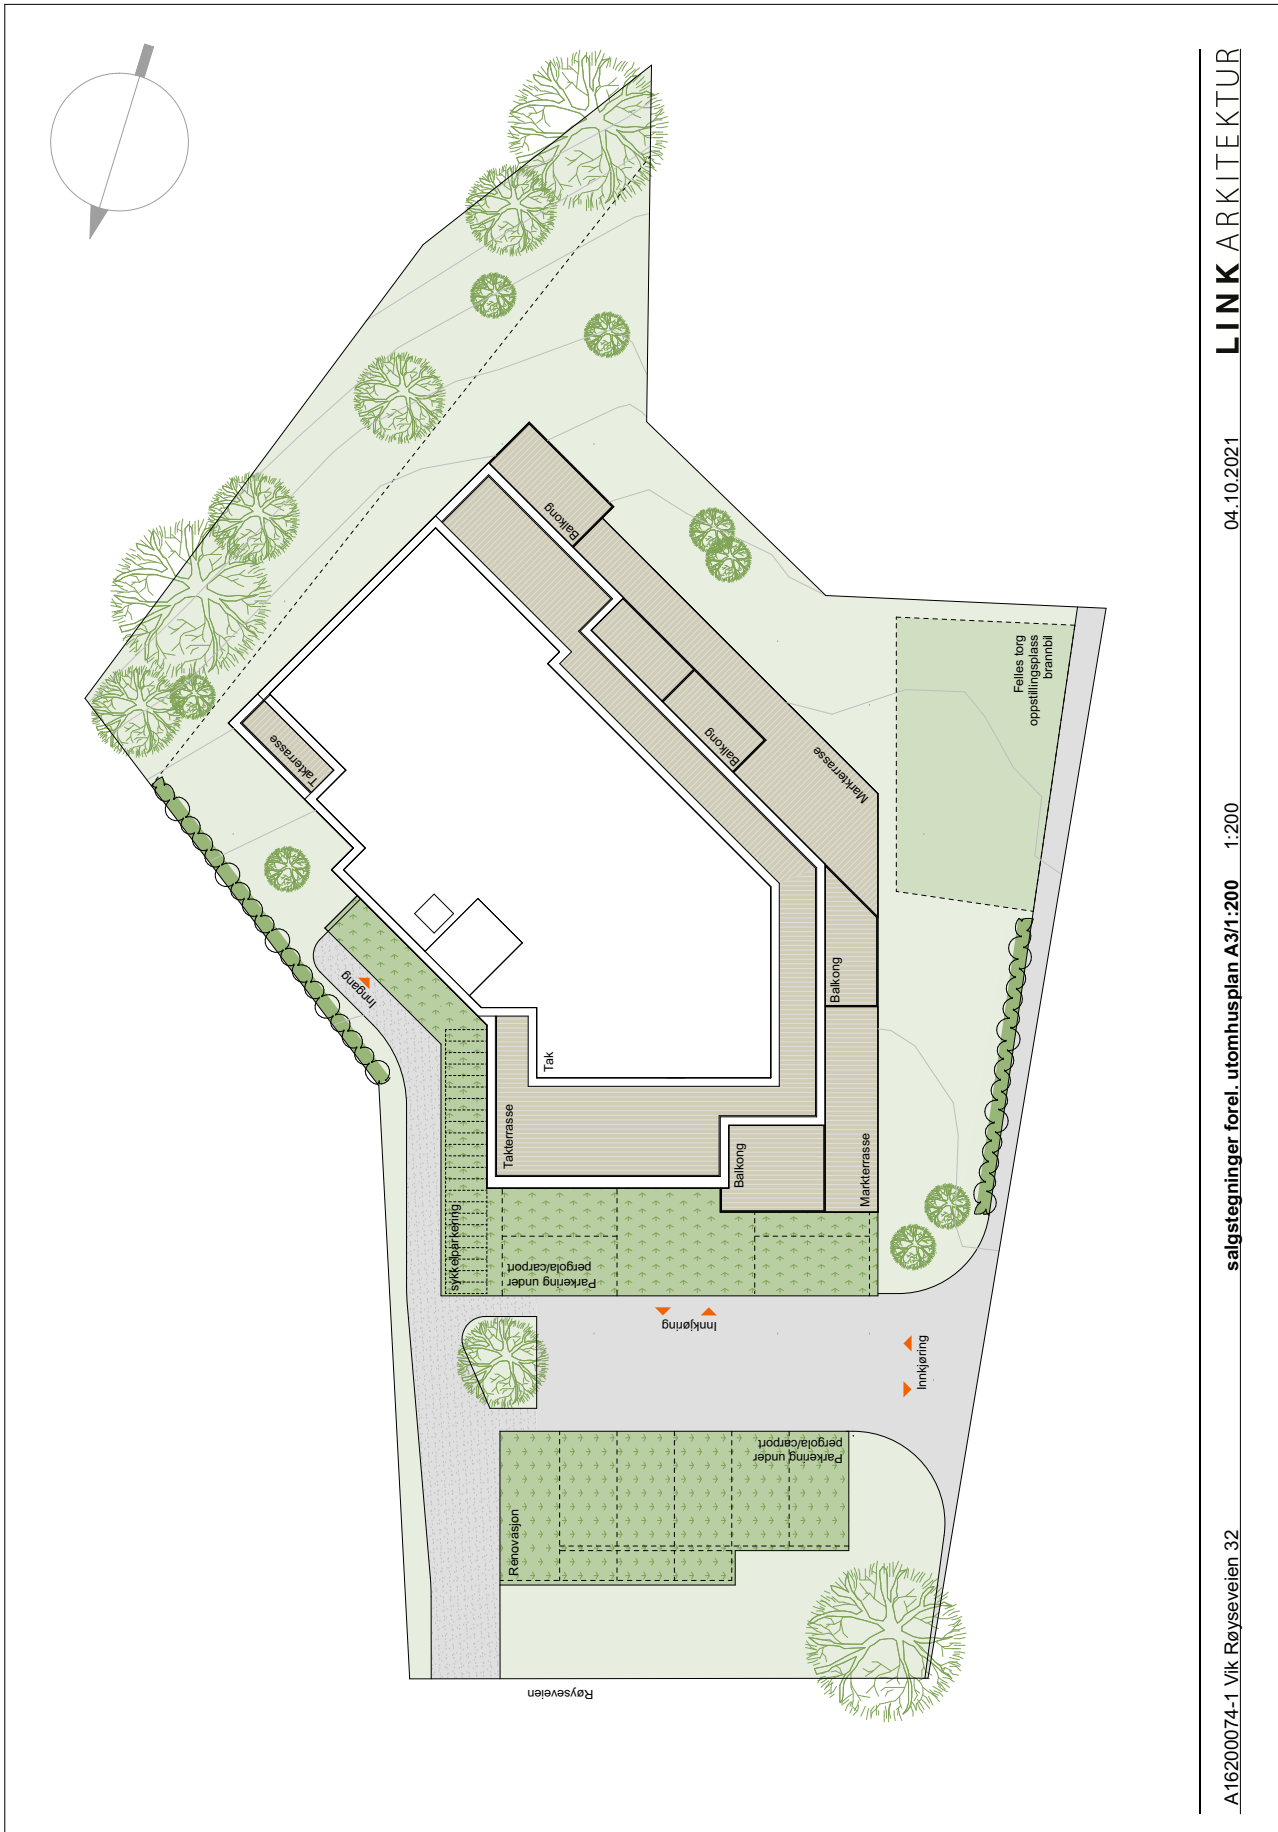 Takterrasse
Balkong
Balkong
Markterrasse
Felles torg
oppstillingsplass
brannbil
Inngang
Tak
Takterrasse
Balkong
Balkong
Markterrasse
sykkelparkering
Parkering under
pergola/carport
Innkjøring
Innkjøring
Parkering under
pergola/carport
Renovasjon
Røyseveien
A16200074-1 Vik Røyseveien 32
salgstegninger forel. utomhusplan A3/1:200
1:200
04.10.2021
LINK ARKITEKTUR